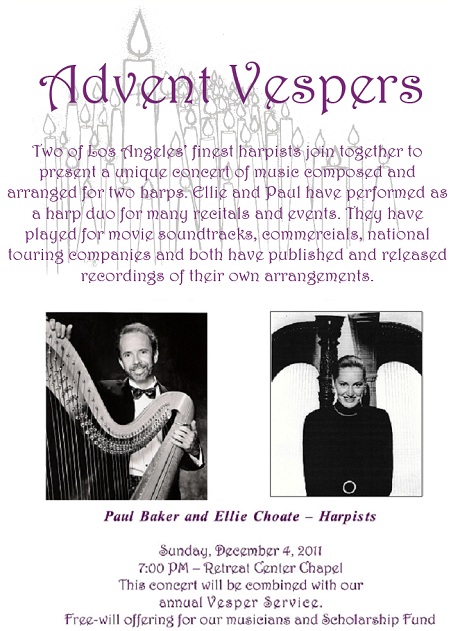 Advent Vespers
Two of Los Angeles' finest harpists join together to
present a unique concert of music composed and
arranged for two harps. Ellie and Paul have performed as
a harp duo for many recitals and events. They have
played for movie soundtracks, commercials, national
touring companies and both have published and released
recordings of their own arrangements.
Paul Baker and Ellie Choate – Harpists
Sunday, December 4, 2011
7:00 PM – Retreat Center Chapel
This concert will be combined with our
annual Vesper Service.
Free-will offering for our musicians and Scholarship Fund